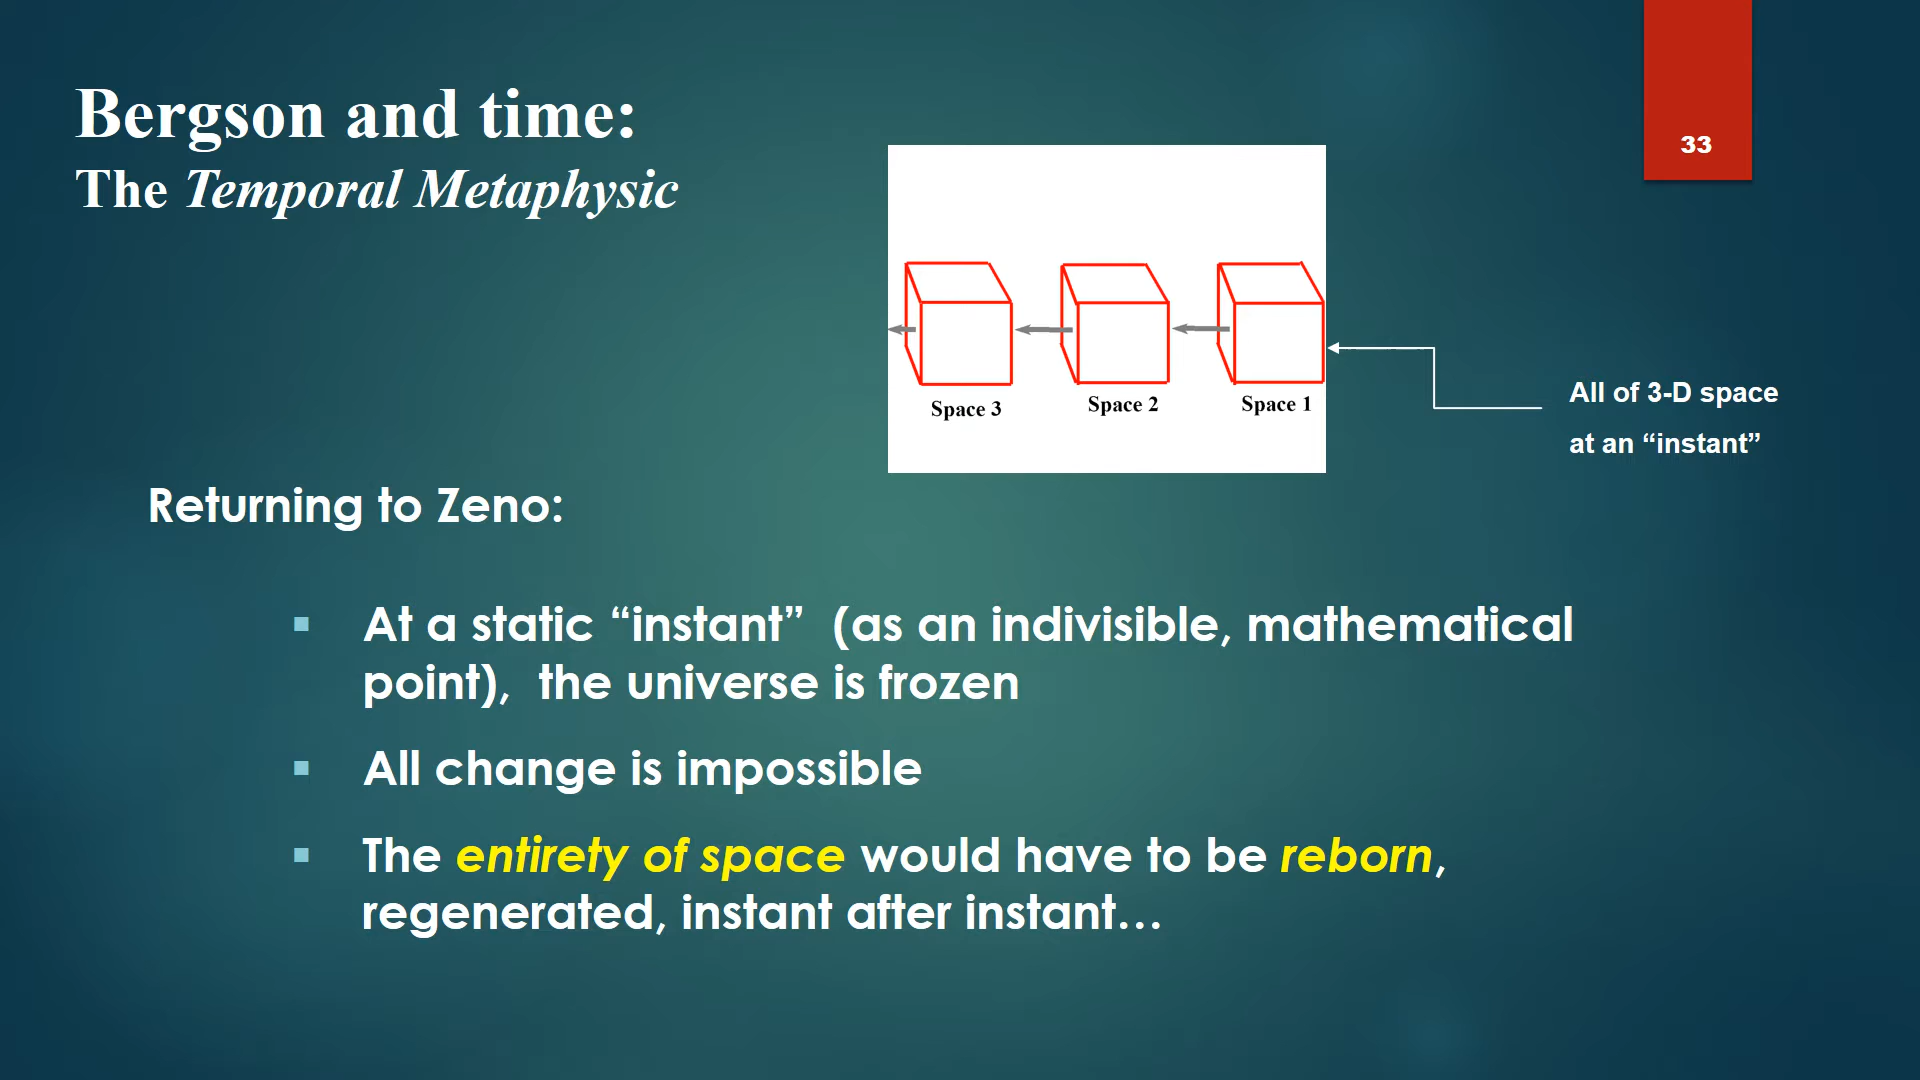 Bergson and time:
The Temporal Metaphysic
33
Space 3
Space 2
Space 1
All of 3-D space
at an “instant”
Returning to Zeno:
At a static “instant” (as an indivisible, mathematical
point), the universe is frozen
All change is impossible
The entirety of space would have to be reborn,
regenerated, instant after instant…